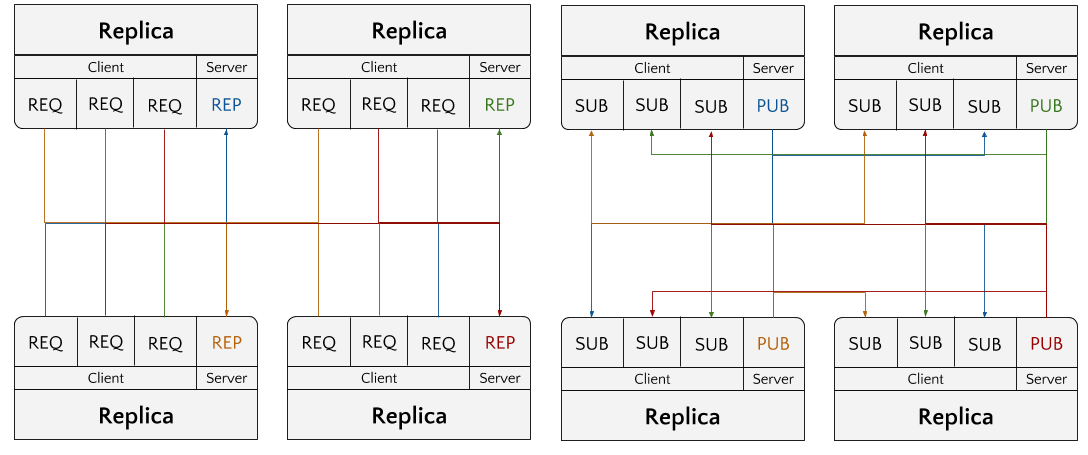 Replica Replica Replica Replica
Client Server Client Server Client Server Client Server
REQ REQ REQ REP REQ REQ REQ REP SUB SUB SUB PUB SUB SUB SUB PUB
REQ REQ REQ REP REQ REQ REQ REP SUB SUB SUB PUB SUB SUB SUB PUB
Client Server Client Server Client Server Client Server
Replica Replica Replica Replica